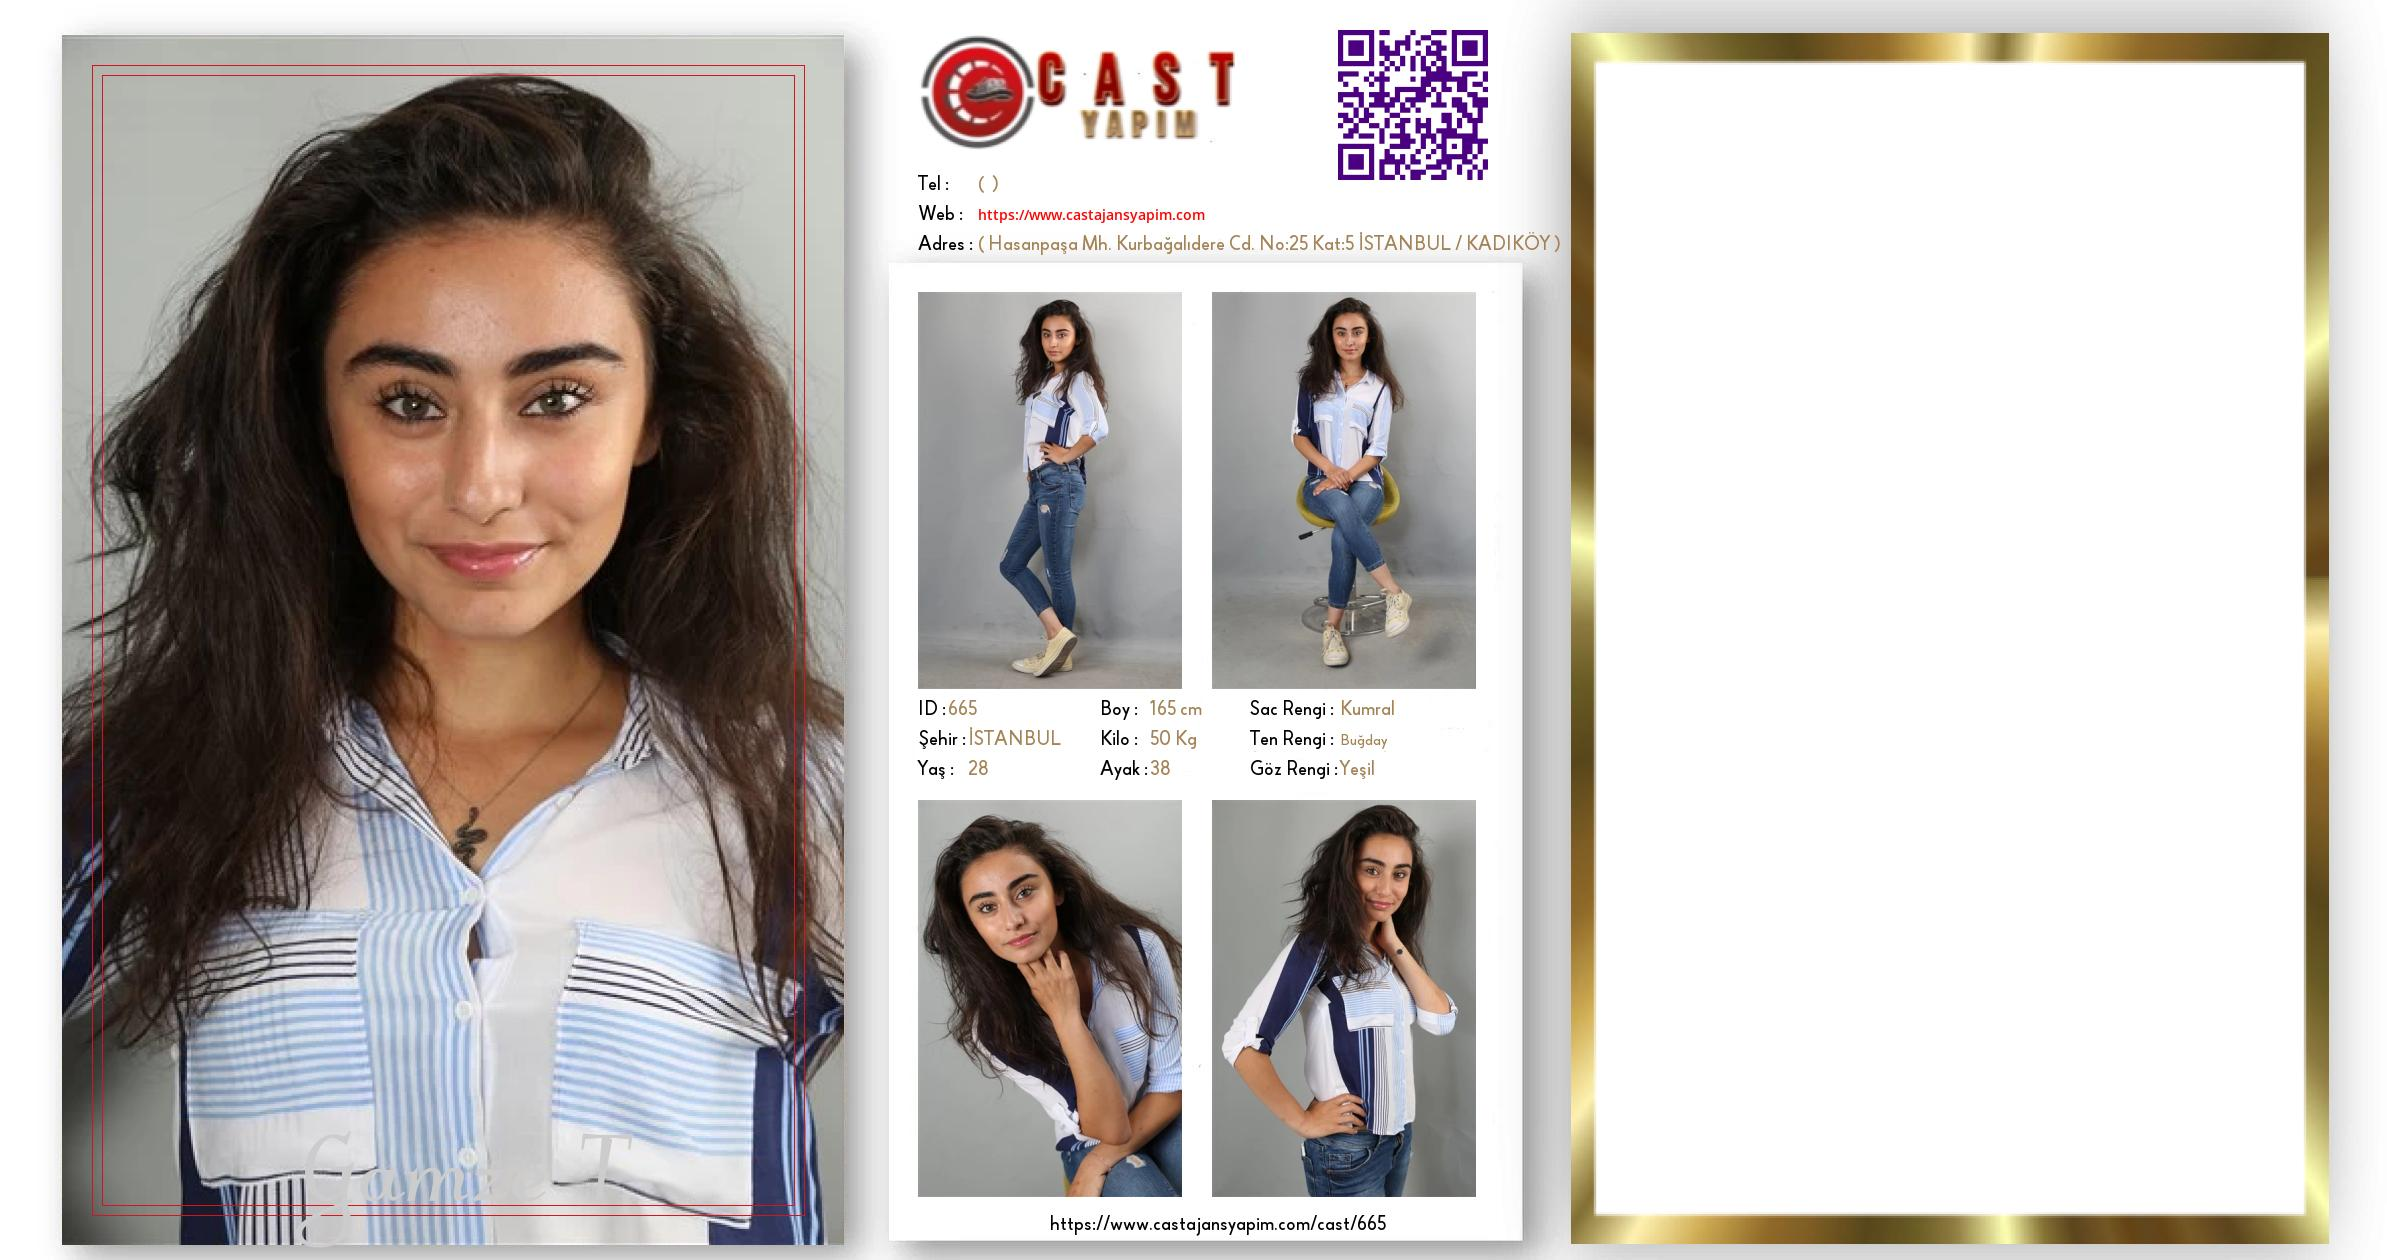 Gamze T
CAST
YAPIM
Tel : ( )
Web : https://www.castajansyapim.com
Adres : ( Hasanpaşa Mh. Kurbağalıdere Cd. No:25 Kat:5 İSTANBUL / KADIKÖY )
ID : 665 Boy : 165 cm Sac Rengi : Kumral
Şehir : İSTANBUL Kilo : 50 Kg Ten Rengi : Buğday
Yaş : 28 Ayak : 38 Göz Rengi : Yeşil
https://www.castajansyapim.com/cast/665